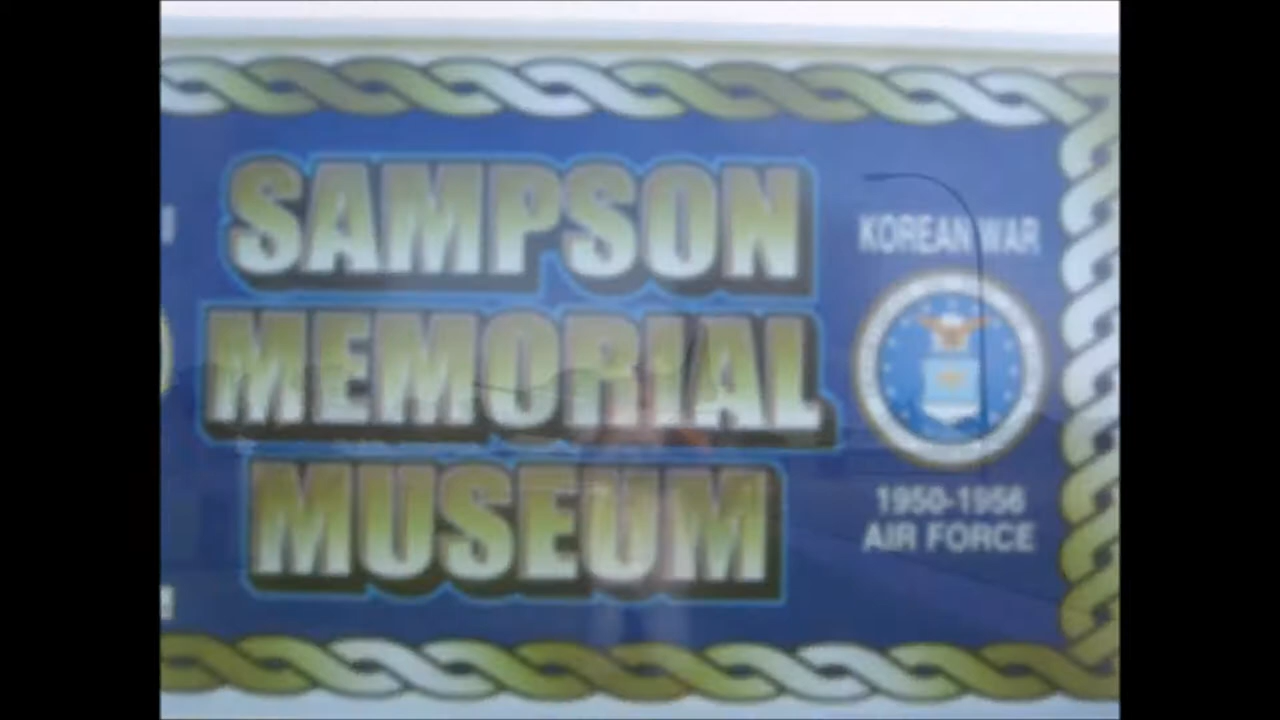 SAMPSON
MEMORIAL
MUSEUM
KOREAN WAR
1950-1956
AIR FORCE